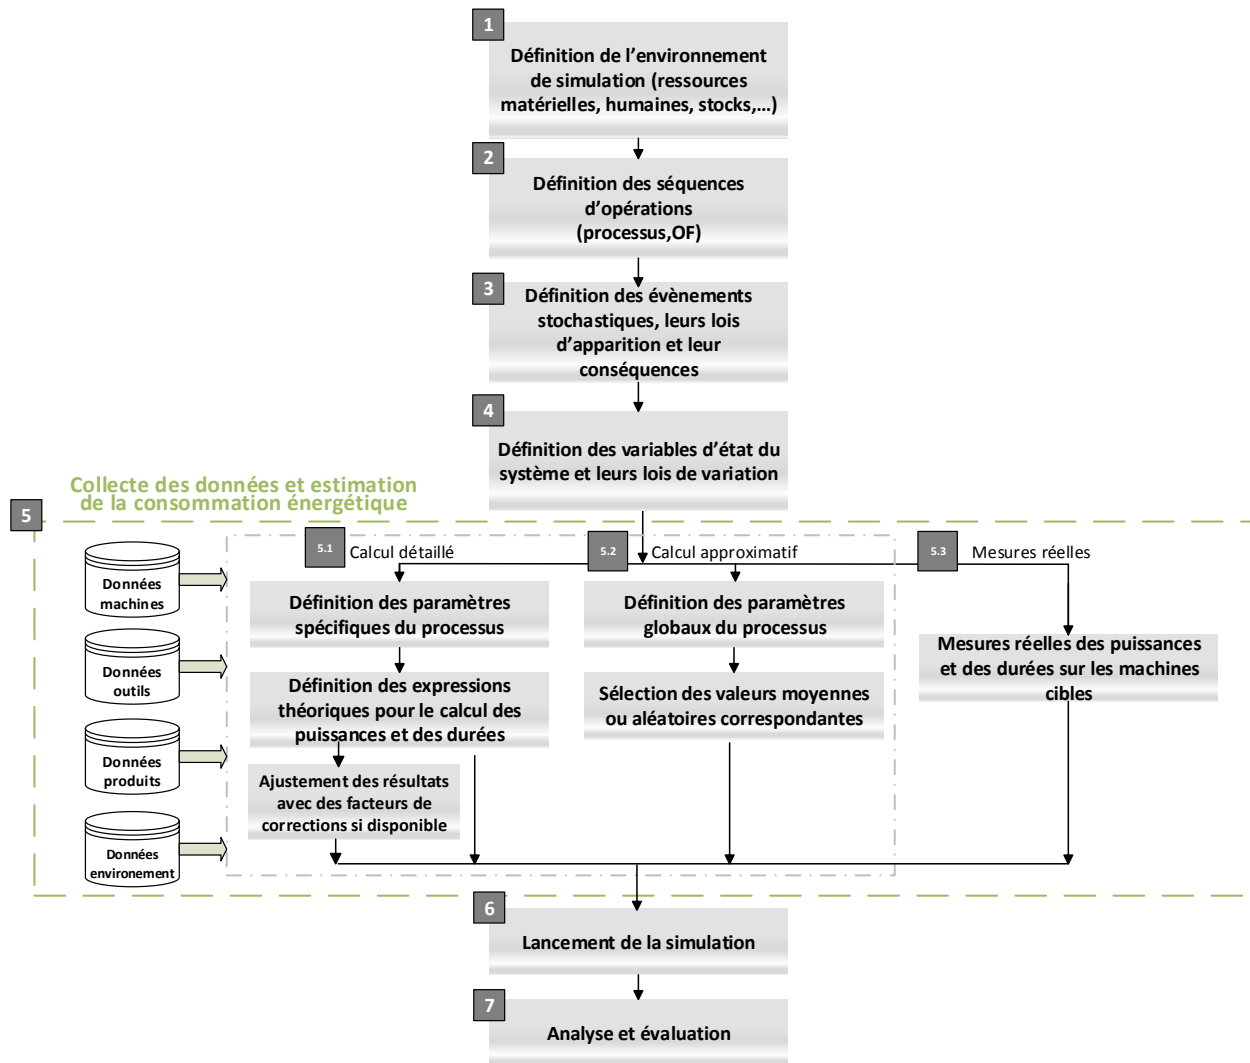 1
Définition de l’environnement
de simulation (ressources
matérielles, humaines, stocks,...)
2
Définition des séquences
d’opérations
(processus,OF)
3
Définition des évènements
stochastiques, leurs lois
d’apparition et leur
conséquences
4
Définition des variables d’état du
système et leurs lois de variation
Collecte des données et estimation
de la consommation énergétique
5
Données
machines
Données
outils
Données
produits
Données
environement
5.1
Calcul détaillé
Définition des paramètres
spécifiques du processus
Définition des expressions
théoriques pour le calcul des
puissances et des durées
Ajustement des résultats
avec des facteurs de
corrections si disponible
5.2
Calcul approximatif
Définition des paramètres
globaux du processus
Sélection des valeurs moyennes
ou aléatoires correspondantes
5.3
Mesures réelles
Mesures réelles des puissances
et des durées sur les machines
cibles
6
Lancement de la simulation
7
Analyse et évaluation